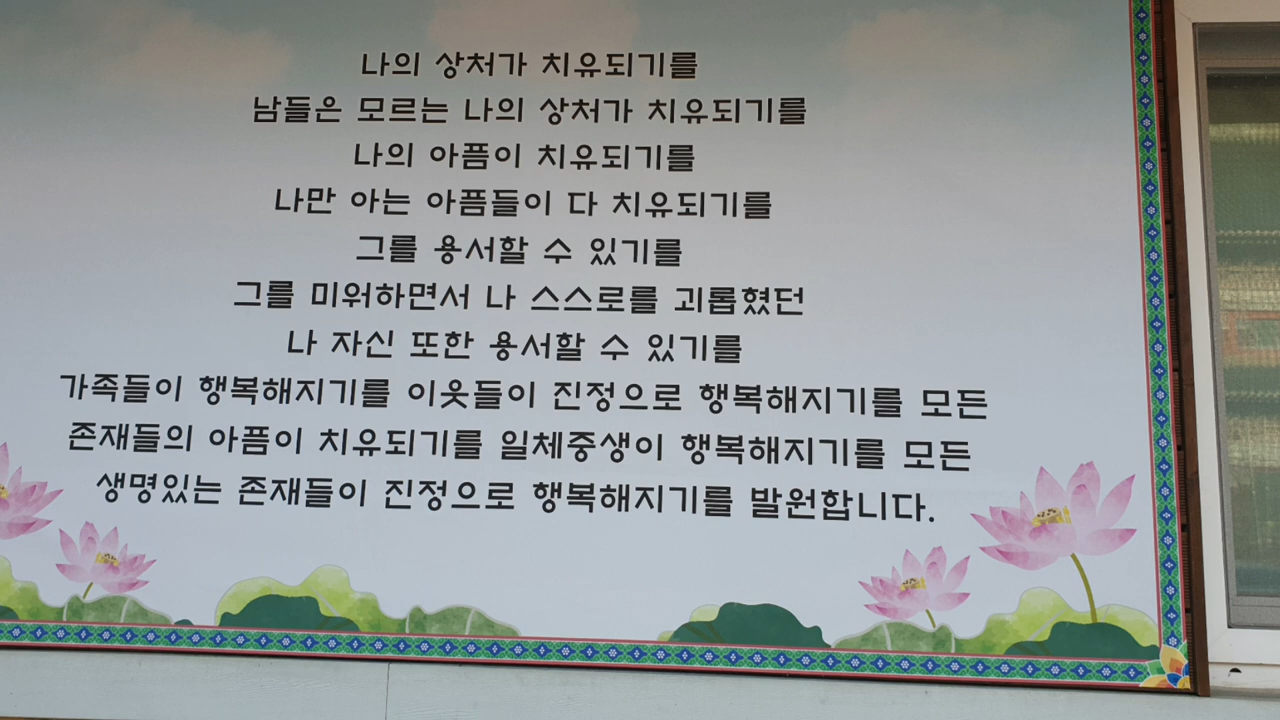 나의 상처가 치유되기를
남들은 모르는 나의 상처가 치유되기를
나의 아픔이 치유되기를
나만 아는 아픔들이 다 치유되기를
그를 용서할 수 있기를
그를 미워하면서 나 스스로를 괴롭혔던
나 자신 또한 용서할 수 있기를
가족들이 행복해지기를 이웃들이 진정으로 행복해지기를 모든
존재들의 아픔이 치유되기를 일체중생이 행복해지기를 모든
생명있는 존재들이 진정으로 행복해지기를 발원합니다.